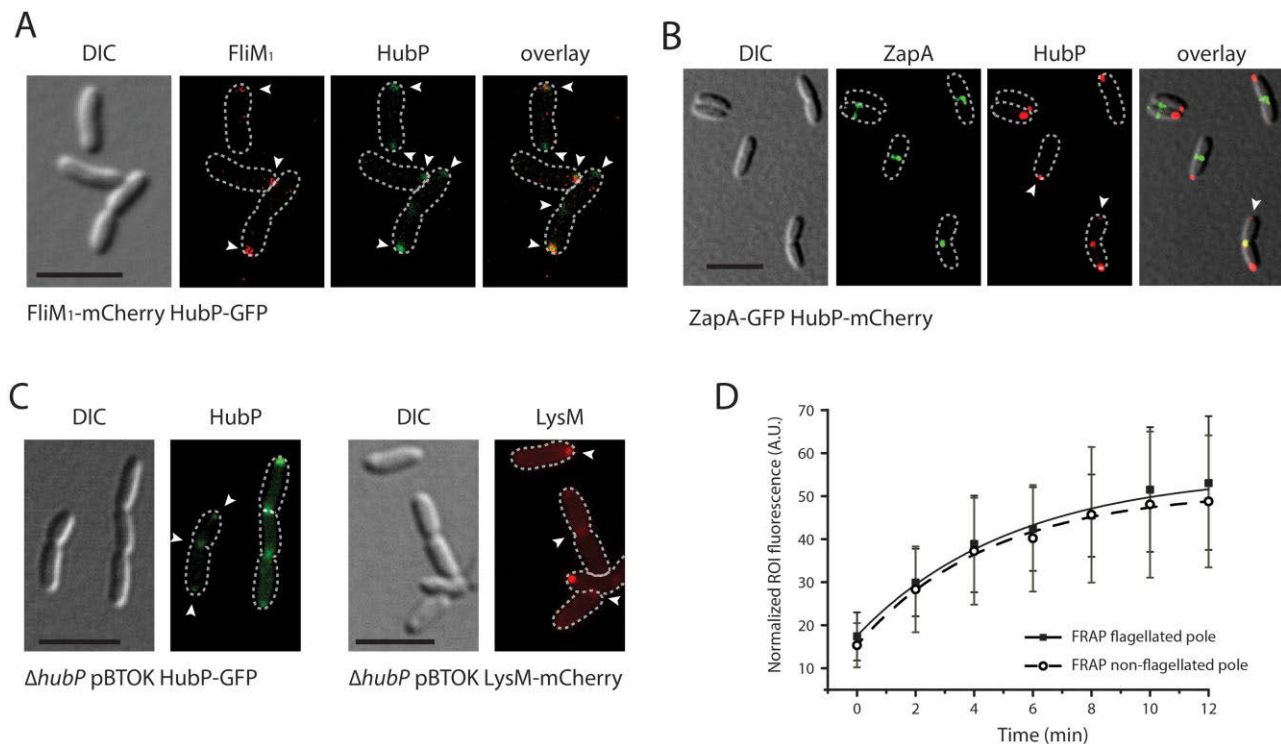 A
DIC FliM₁ HubP overlay
FliM₁-mCherry HubP-GFP
B
DIC ZapA HubP overlay
ZapA-GFP HubP-mCherry
C
DIC HubP
ΔhubP pBTOK HubP-GFP
DIC LysM
ΔhubP pBTOK LysM-mCherry
D
Normalized ROI fluorescence (A.U.)
70
60
50
40
30
20
10
FRAP flagellated pole
FRAP non-flagellated pole
0 2 4 6 8 10 12
Time (min)